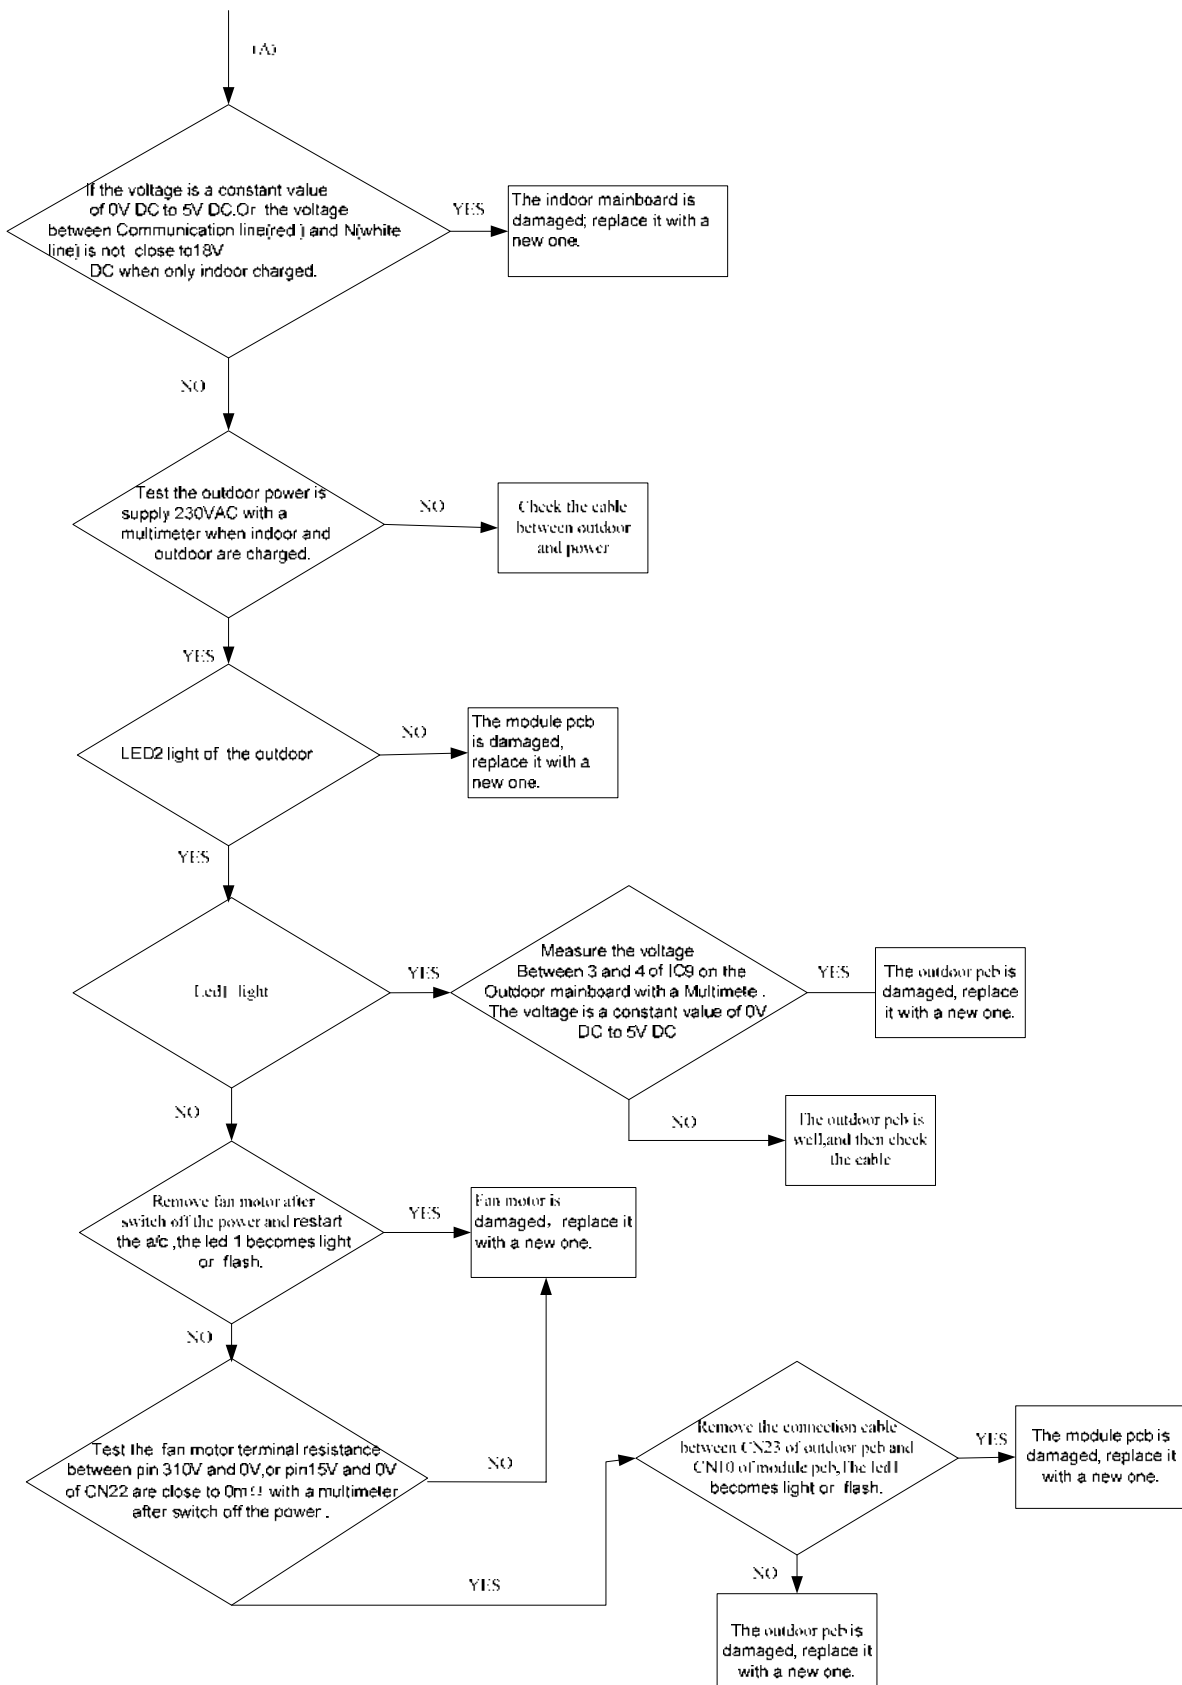 (A)
If the voltage is a constant value
of 0V DC to 5V DC.Or the voltage
between Communication line(red ) and N(white
line) is not close to18V
DC when only indoor charged.
YES
The indoor mainboard is
damaged; replace it with a
new one.
NO
Test the outdoor power is
supply 230VAC with a
multimeter when indoor and
outdoor are charged.
NO
Check the cable
between outdoor
and power
YES
LED2 light of the outdoor
NO
The module pcb
is damaged,
replace it with a
new one.
YES
Led1 light
YES
Measure the voltage
Between 3 and 4 of IC9 on the
Outdoor mainboard with a Multimete .
The voltage is a constant value of 0V
DC to 5V DC
YES
The outdoor pcb is
damaged, replace
it with a new one.
NO
The outdoor pcb is
well,and then check
the cable
NO
Remove fan motor after
switch off the power and restart
the a/c ,the led 1 becomes light
or flash.
YES
Fan motor is
damaged, replace it
with a new one.
NO
Test the fan motor terminal resistance
between pin 310V and 0V,or pin15V and 0V
of CN22 are close to 0mΩ with a multimeter
after switch off the power .
NO
YES
Remove the connection cable
between CN23 of outdoor pcb and
CN10 of module pcb,The led1
becomes light or flash.
YES
The module pcb is
damaged, replace it
with a new one.
NO
The outdoor pcb is
damaged, replace it
with a new one.